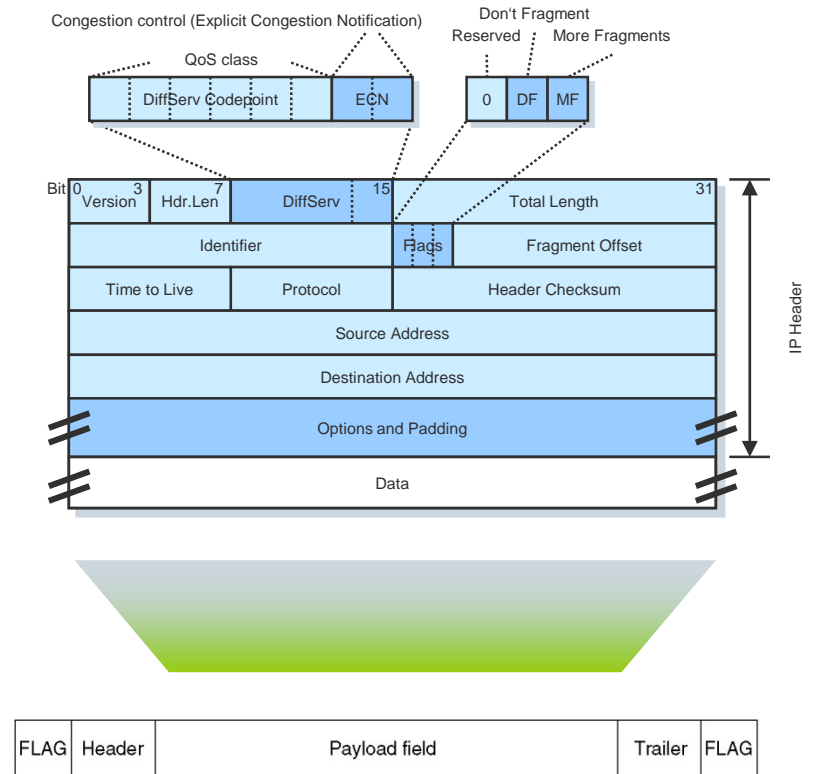 Don't Fragment
Congestion control (Explicit Congestion Notification)
Reserved
More Fragments
QoS class
DiffServ Codepoint
ECN
0
DF
MF
Bit
0
3
7
15
31
Version
Hdr.Len
DiffServ
Total Length
Identifier
Flags
Fragment Offset
Time to Live
Protocol
Header Checksum
Source Address
Destination Address
Options and Padding
Data
IP Header
FLAG
Header
Payload field
Trailer
FLAG